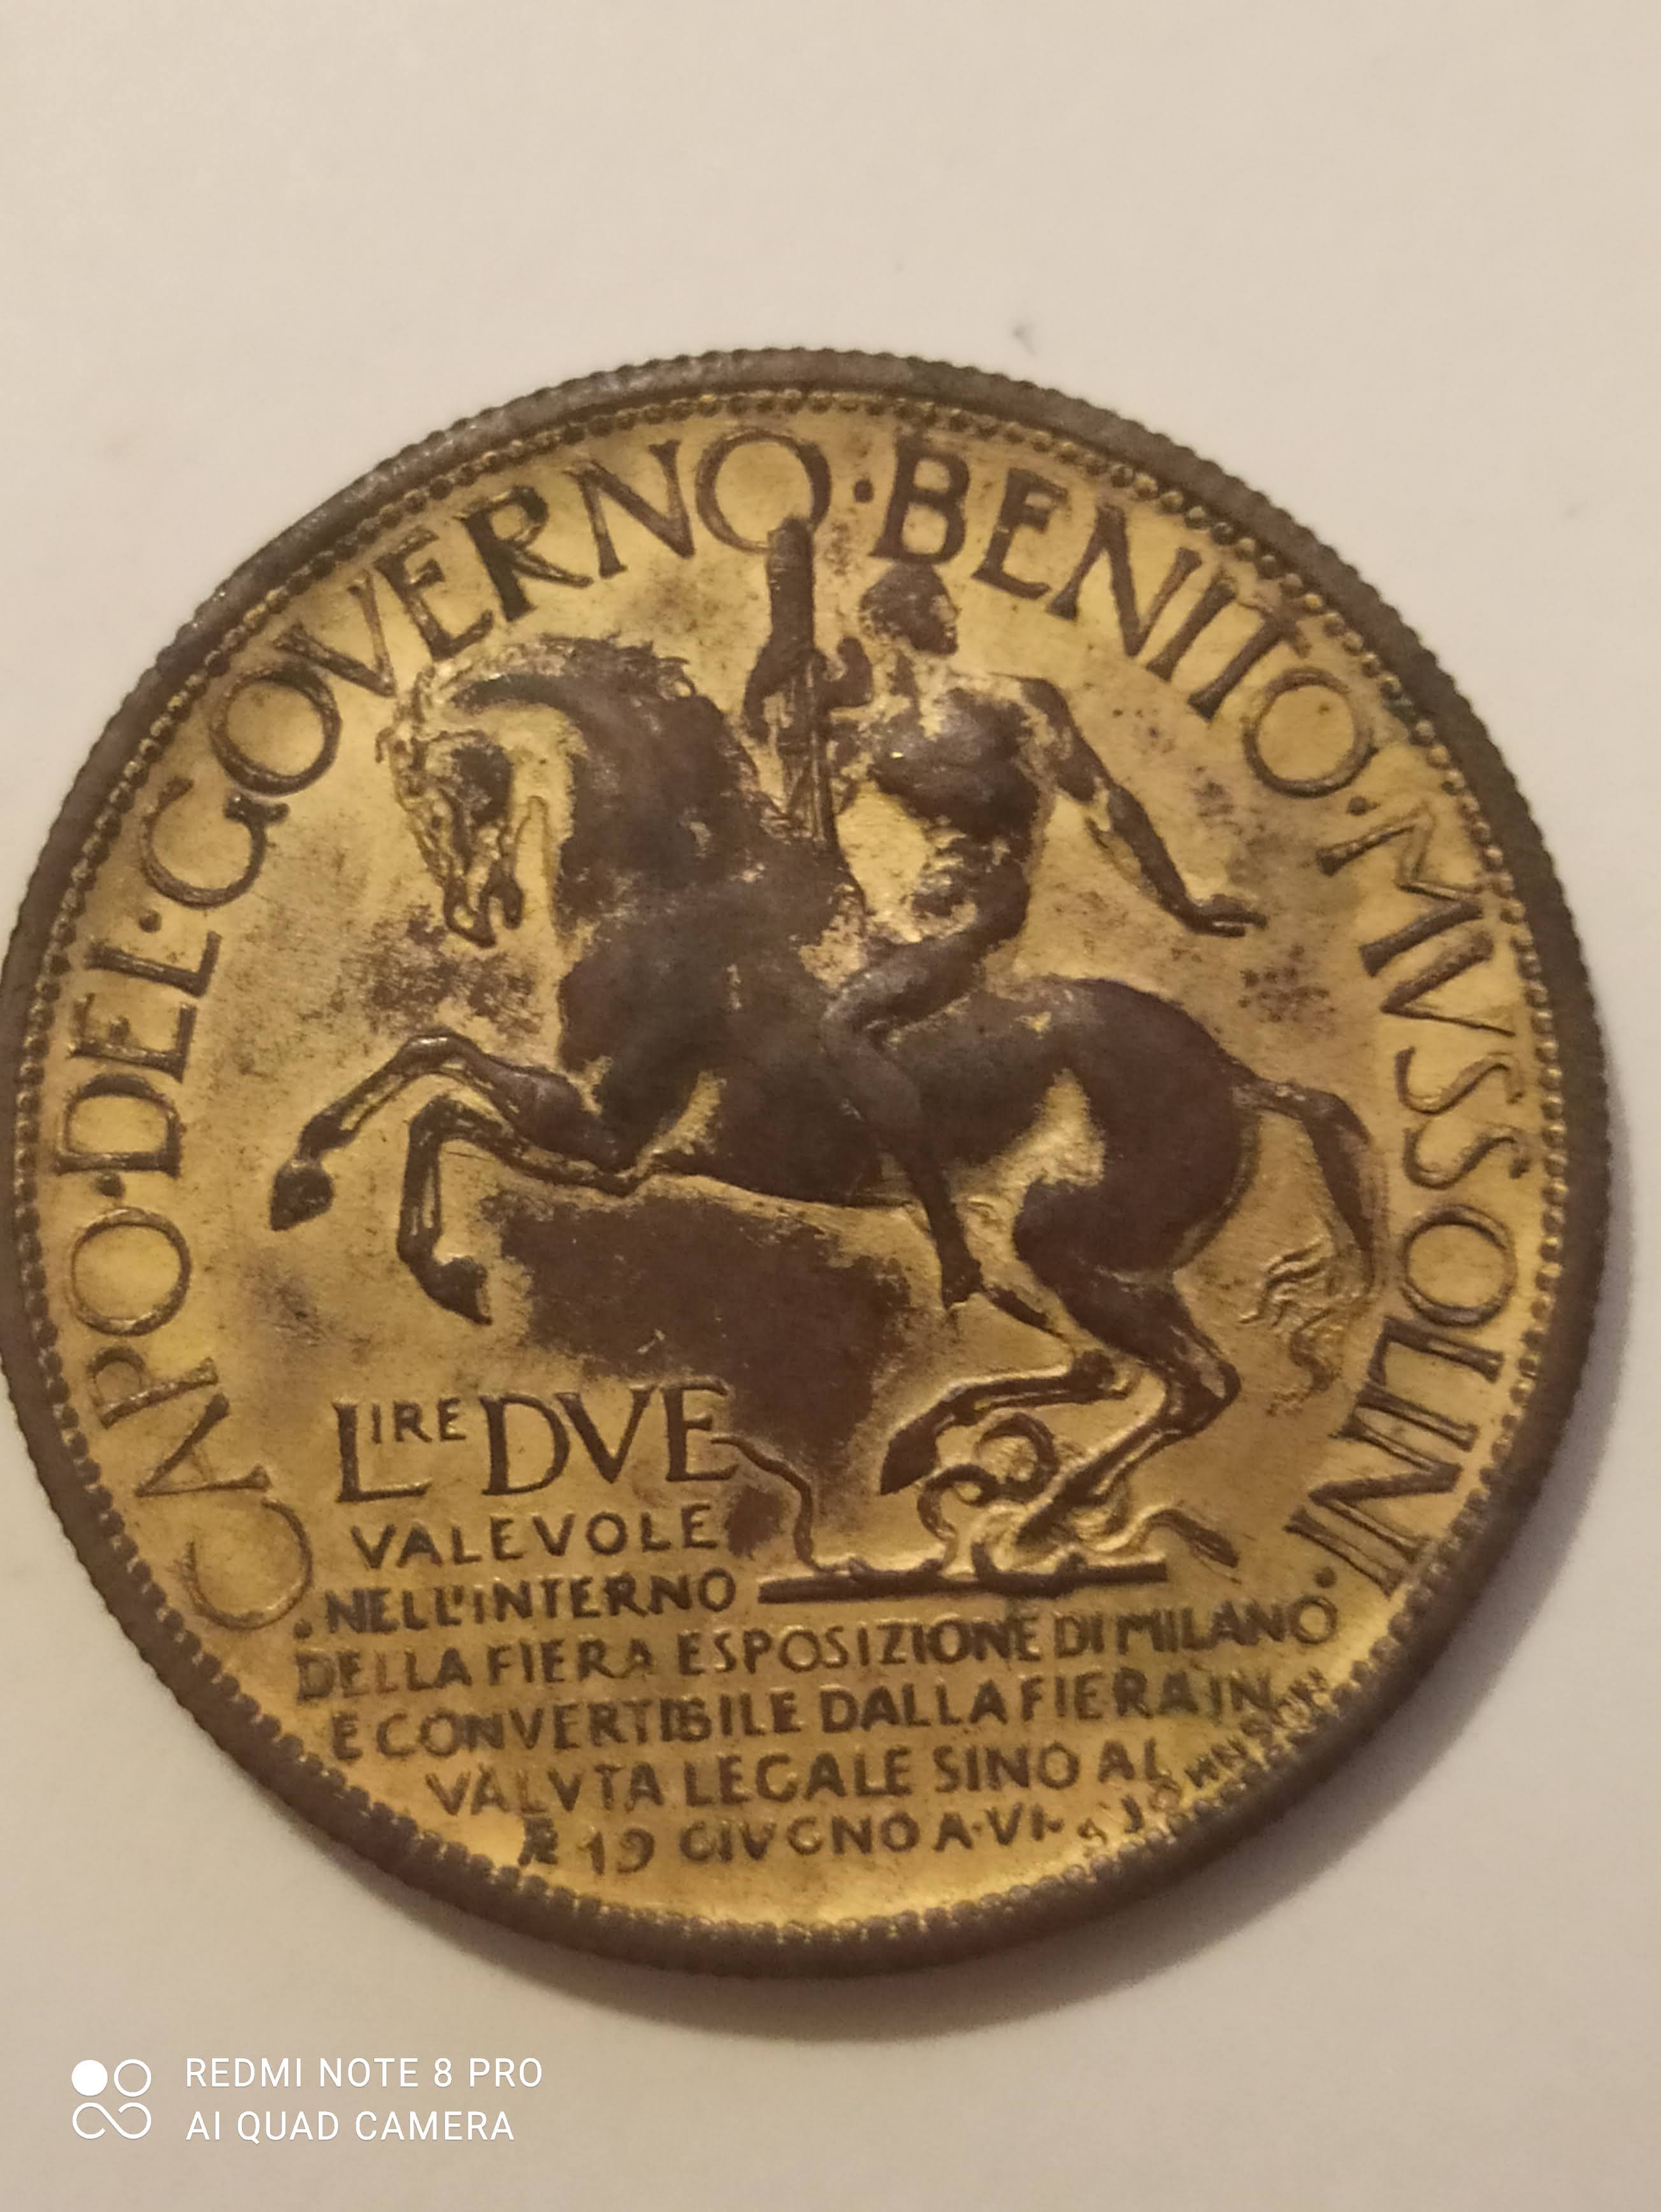 CAPO·DEL·GOVERNO·BENITO·MVSSOLINI·
LIRE DVE
VALEVOLE
·NELL'INTERNO
DELLA FIERA ESPOSIZIONE DI MILANO
E CONVERTIBILE DALLA FIERA IN
VALVTA LEGALE SINO AL
19 GIVGNO A·VI·
S·JOHNSON
REDMI NOTE 8 PRO
AI QUAD CAMERA